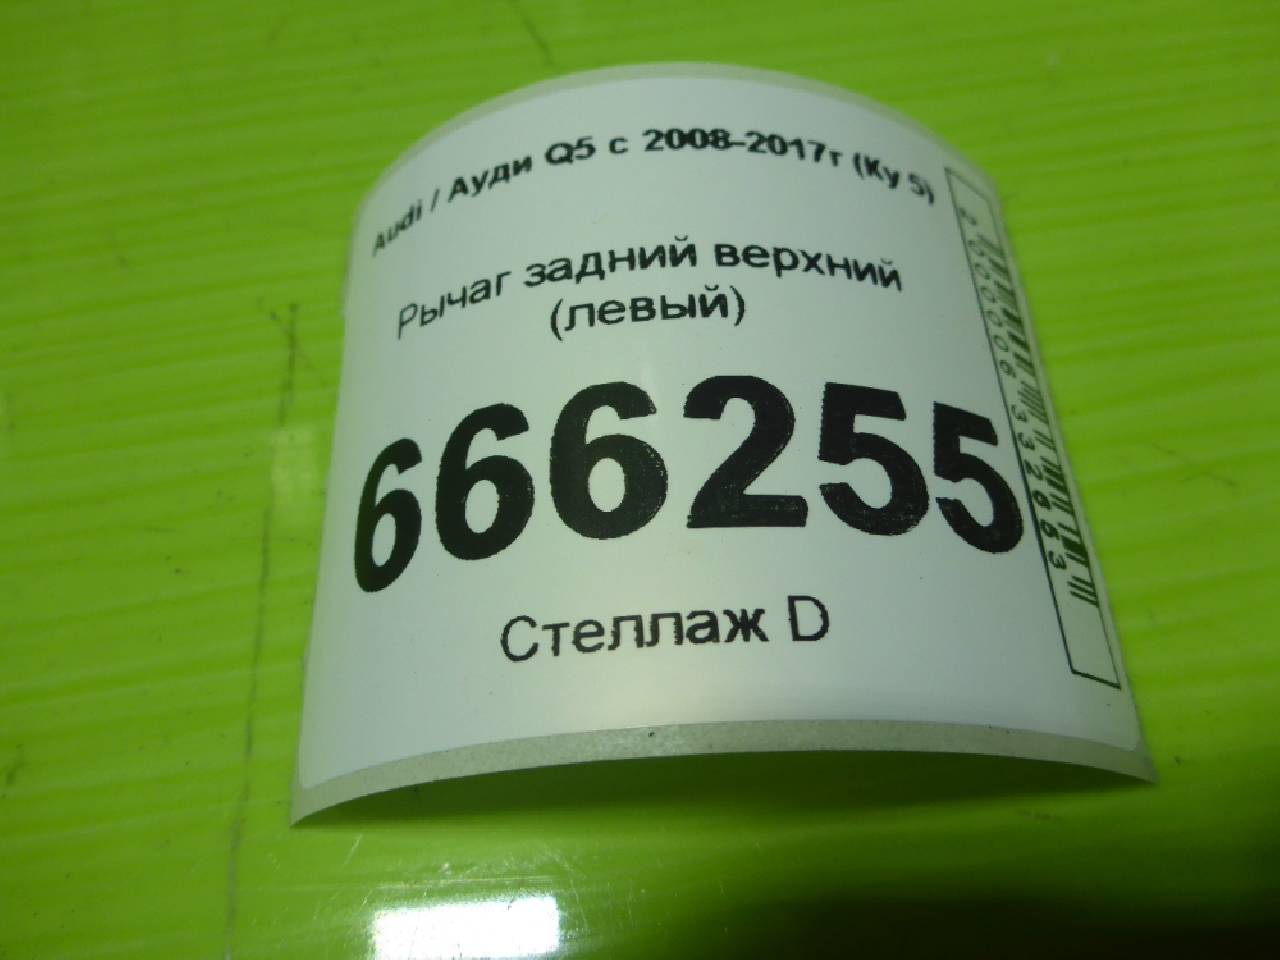 Audi / Ауди Q5 с 2008-2017г (Ку 5)
Рычаг задний верхний
(левый)
666255
Стеллаж D